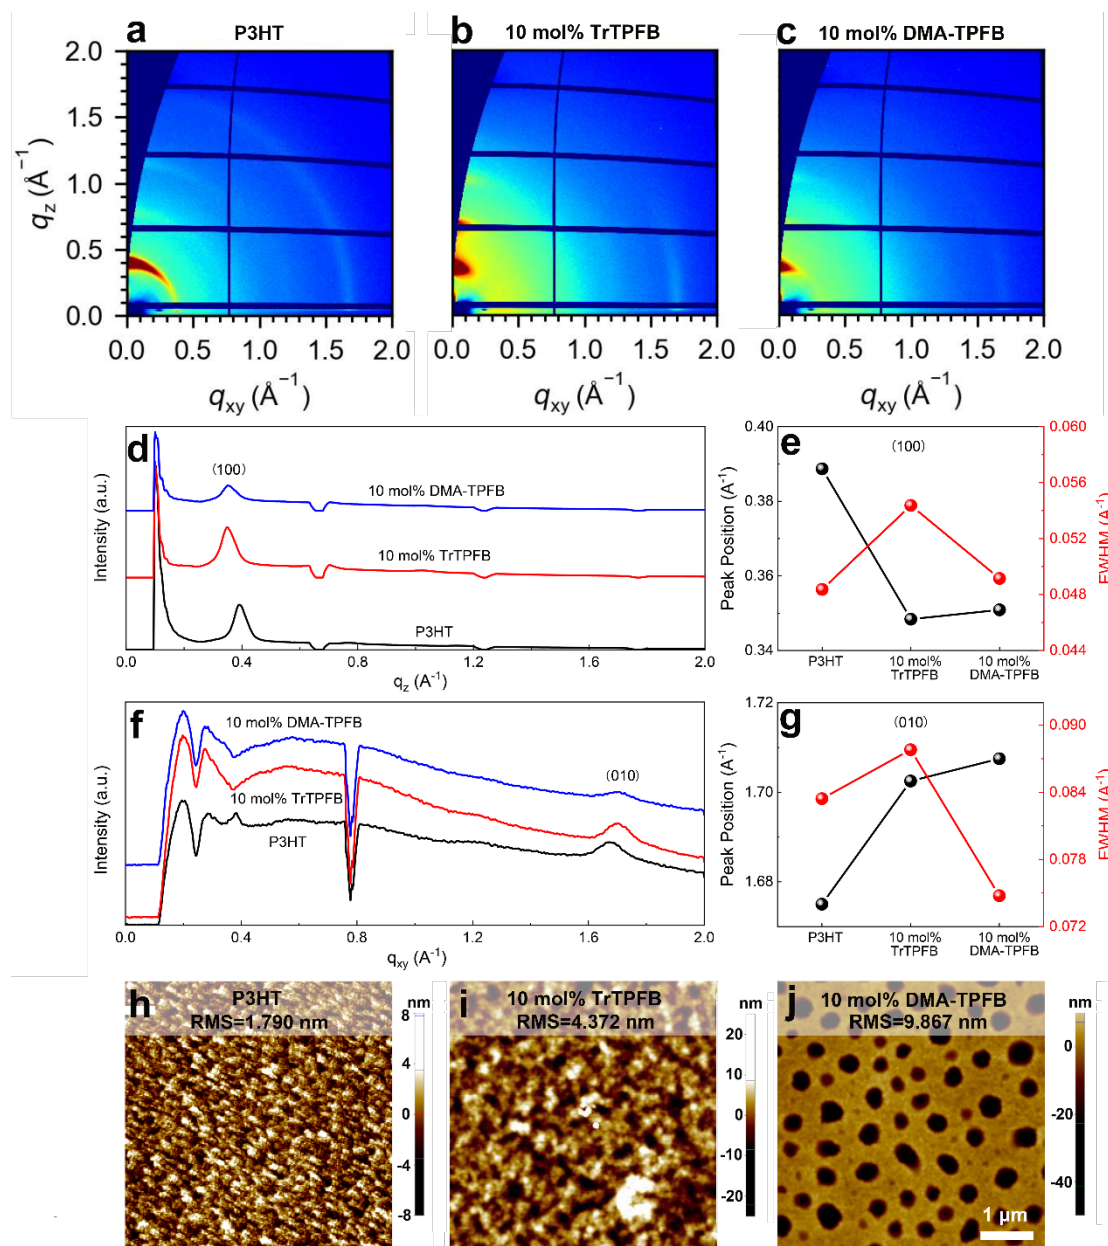 a P3HT
b 10 mol% TrTPFB
c 10 mol% DMA-TPFB
2.0
1.5
1.0
0.5
0.0
q_z (Å⁻¹)
0.0 0.5 1.0 1.5 2.0
q_xy (Å⁻¹)
0.0 0.5 1.0 1.5 2.0
q_xy (Å⁻¹)
0.0 0.5 1.0 1.5 2.0
q_xy (Å⁻¹)
d
(100)
10 mol% DMA-TPFB
10 mol% TrTPFB
P3HT
Intensity (a.u.)
0.0 0.4 0.8 1.2 1.6 2.0
q_z (A⁻¹)
e
(100)
0.40
0.38
0.36
0.34
Peak Position (A⁻¹)
0.060
0.056
0.052
0.048
0.044
FWHM (A⁻¹)
P3HT 10 mol% 10 mol%
TrTPFB DMA-TPFB
f
10 mol% DMA-TPFB
(010)
10 mol% TrTPFB
P3HT
Intensity (a.u.)
0.0 0.4 0.8 1.2 1.6 2.0
q_xy (A⁻¹)
g
(010)
1.72
1.70
1.68
Peak Position (A⁻¹)
0.090
0.084
0.078
0.072
FWHM (A⁻¹)
P3HT 10 mol% 10 mol%
TrTPFB DMA-TPFB
h P3HT
RMS=1.790 nm
nm
8
4
0
-4
-8
i 10 mol% TrTPFB
RMS=4.372 nm
nm
20
10
0
-10
-20
j 10 mol% DMA-TPFB
RMS=9.867 nm
1 μm
nm
0
-20
-40